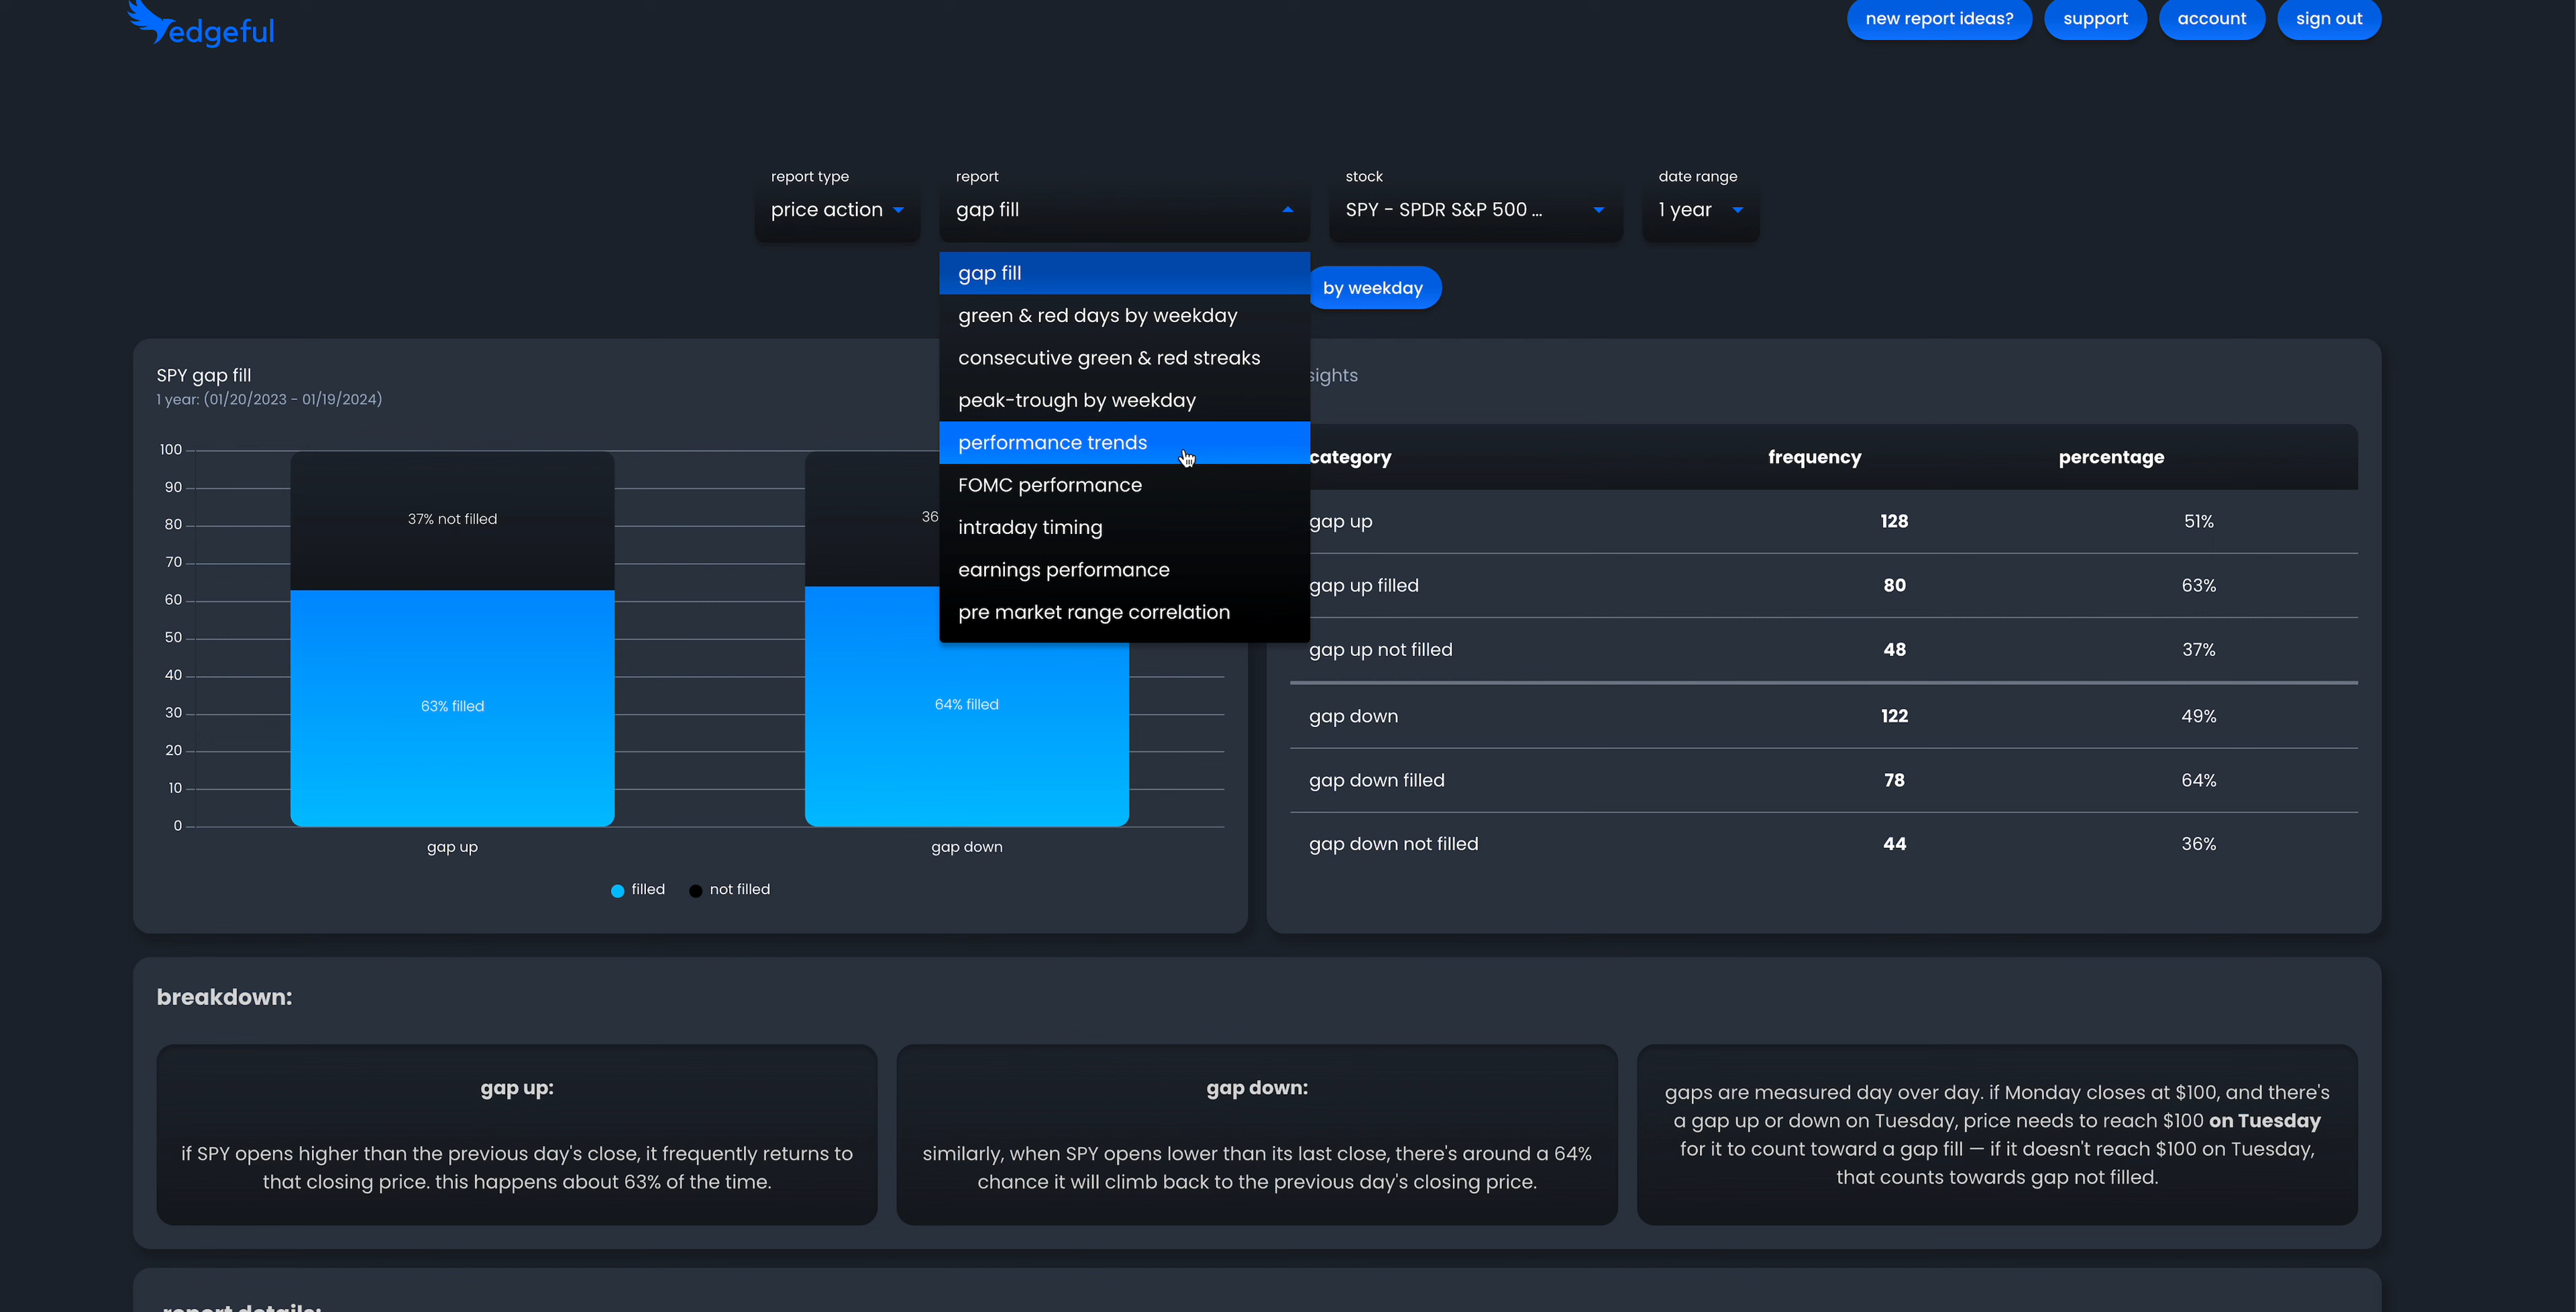 edgeful
new report ideas?
support
account
sign out
report type
price action
report
gap fill
stock
SPY - SPDR S&P 500 ...
date range
1 year
gap fill
green & red days by weekday
consecutive green & red streaks
peak-trough by weekday
performance trends
FOMC performance
intraday timing
earnings performance
pre market range correlation
by weekday
SPY gap fill
1 year: (01/20/2023 - 01/19/2024)
100
90
80
70
60
50
40
30
20
10
0
37% not filled
63% filled
36
64% filled
gap up
gap down
filled
not filled
sights
category frequency percentage
gap up 128 51%
gap up filled 80 63%
gap up not filled 48 37%
gap down 122 49%
gap down filled 78 64%
gap down not filled 44 36%
breakdown:
gap up:
if SPY opens higher than the previous day's close, it frequently returns to
that closing price. this happens about 63% of the time.
gap down:
similarly, when SPY opens lower than its last close, there's around a 64%
chance it will climb back to the previous day's closing price.
gaps are measured day over day. if Monday closes at $100, and there's
a gap up or down on Tuesday, price needs to reach $100 on Tuesday
for it to count toward a gap fill — if it doesn't reach $100 on Tuesday,
that counts towards gap not filled.
report details: